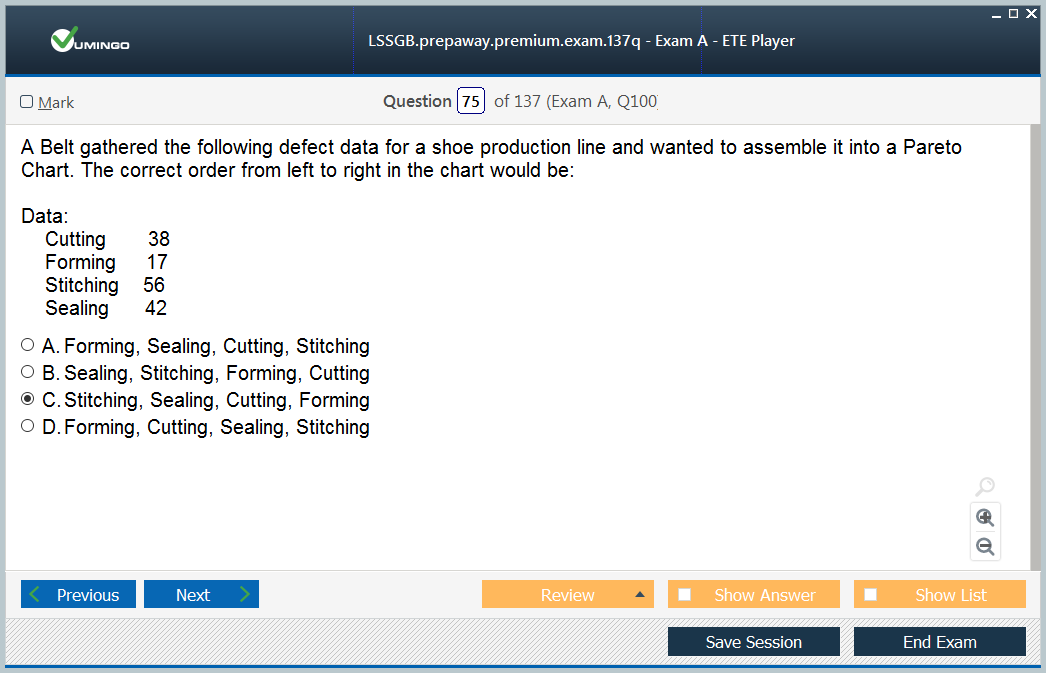 VUMINGO
LSSGB.prepaway.premium.exam.137q - Exam A - ETE Player
Mark
Question 75 of 137 (Exam A, Q100)
A Belt gathered the following defect data for a shoe production line and wanted to assemble it into a Pareto
Chart. The correct order from left to right in the chart would be:
Data:
Cutting 38
Forming 17
Stitching 56
Sealing 42
A. Forming, Sealing, Cutting, Stitching
B. Sealing, Stitching, Forming, Cutting
C. Stitching, Sealing, Cutting, Forming
D. Forming, Cutting, Sealing, Stitching
Previous Next Review Show Answer Show List
Save Session End Exam